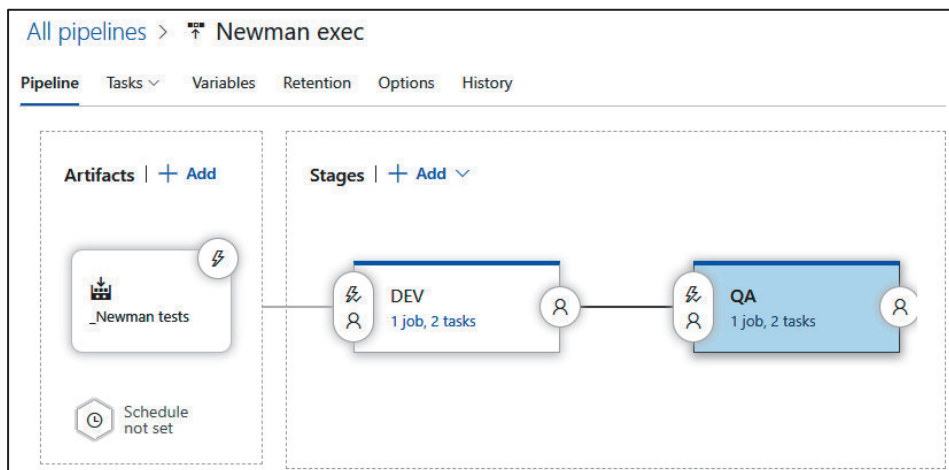 All pipelines > Newman exec
Pipeline Tasks Variables Retention Options History
Artifacts | + Add
Stages | + Add
_Newman tests
DEV
1 job, 2 tasks
QA
1 job, 2 tasks
Schedule
not set